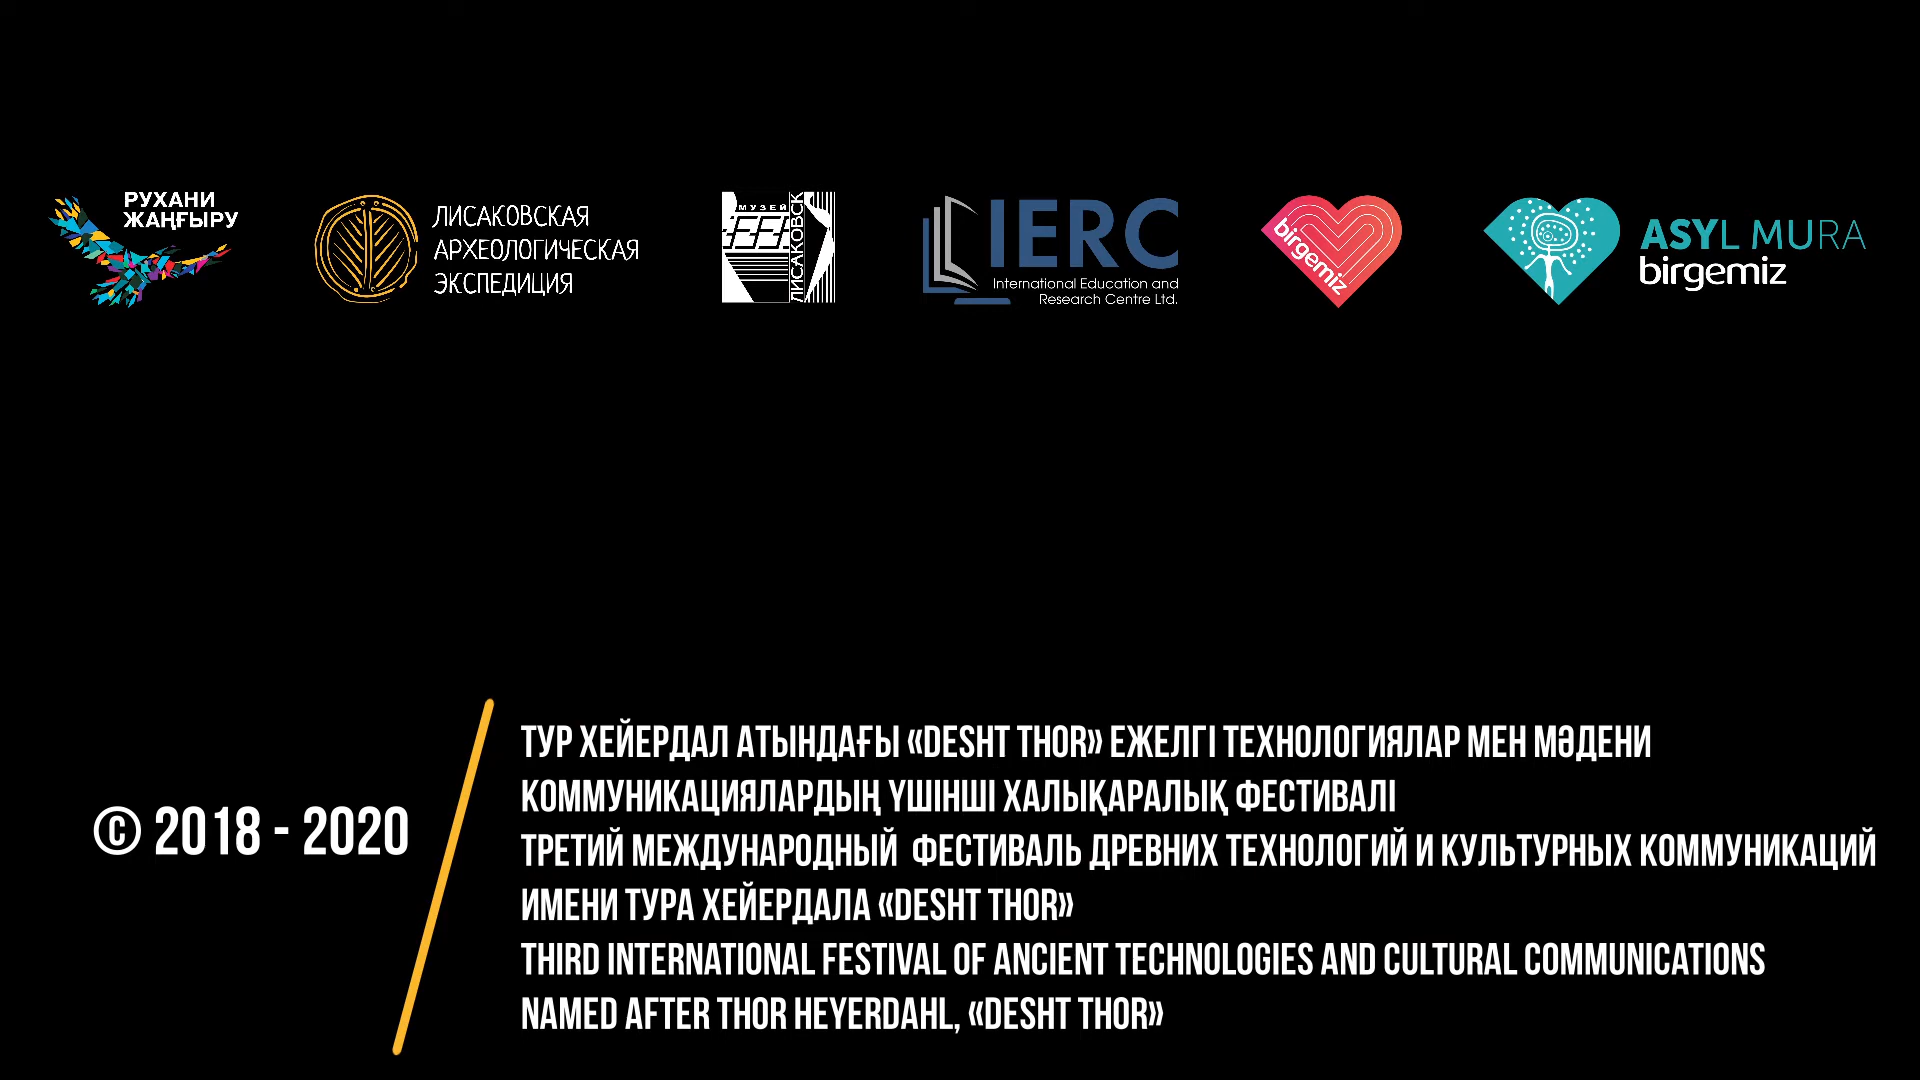 РУХАНИ
ЖАҢҒЫРУ
ЛИСАКОВСКАЯ
АРХЕОЛОГИЧЕСКАЯ
ЭКСПЕДИЦИЯ
МУЗЕЙ
ЛИСАКОВСК
IERC
International Education and
Research Centre Ltd.
birgemiz
ASYL MURA
birgemiz
© 2018 - 2020
ТУР ХЕЙЕРДАЛ АТЫНДАҒЫ «DESHT THOR» ЕЖЕЛГІ ТЕХНОЛОГИЯЛАР МЕН МӘДЕНИ
КОММУНИКАЦИЯЛАРДЫҢ ҮШІНШІ ХАЛЫҚАРАЛЫҚ ФЕСТИВАЛІ
ТРЕТИЙ МЕЖДУНАРОДНЫЙ ФЕСТИВАЛЬ ДРЕВНИХ ТЕХНОЛОГИЙ И КУЛЬТУРНЫХ КОММУНИКАЦИЙ
ИМЕНИ ТУРА ХЕЙЕРДАЛА «DESHT THOR»
THIRD INTERNATIONAL FESTIVAL OF ANCIENT TECHNOLOGIES AND CULTURAL COMMUNICATIONS
NAMED AFTER THOR HEYERDAHL, «DESHT THOR»